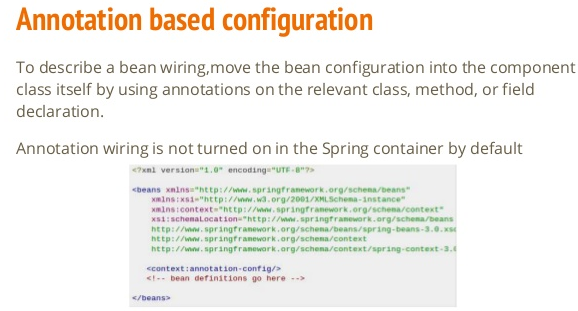 Annotation based configuration
To describe a bean wiring,move the bean configuration into the component
class itself by using annotations on the relevant class, method, or field
declaration.
Annotation wiring is not turned on in the Spring container by default
<?xml version="1.0" encoding="UTF-8"?>
<beans xmlns="http://www.springframework.org/schema/beans"
xmlns:xsi="http://www.w3.org/2001/XMLSchema-instance"
xmlns:context="http://www.springframework.org/schema/context"
xsi:schemaLocation="http://www.springframework.org/schema/beans
http://www.springframework.org/schema/beans/spring-beans-3.0.xsd
http://www.springframework.org/schema/context
http://www.springframework.org/schema/context/spring-context-3.0
<context:annotation-config/>
<!-- bean definitions go here -->
</beans>